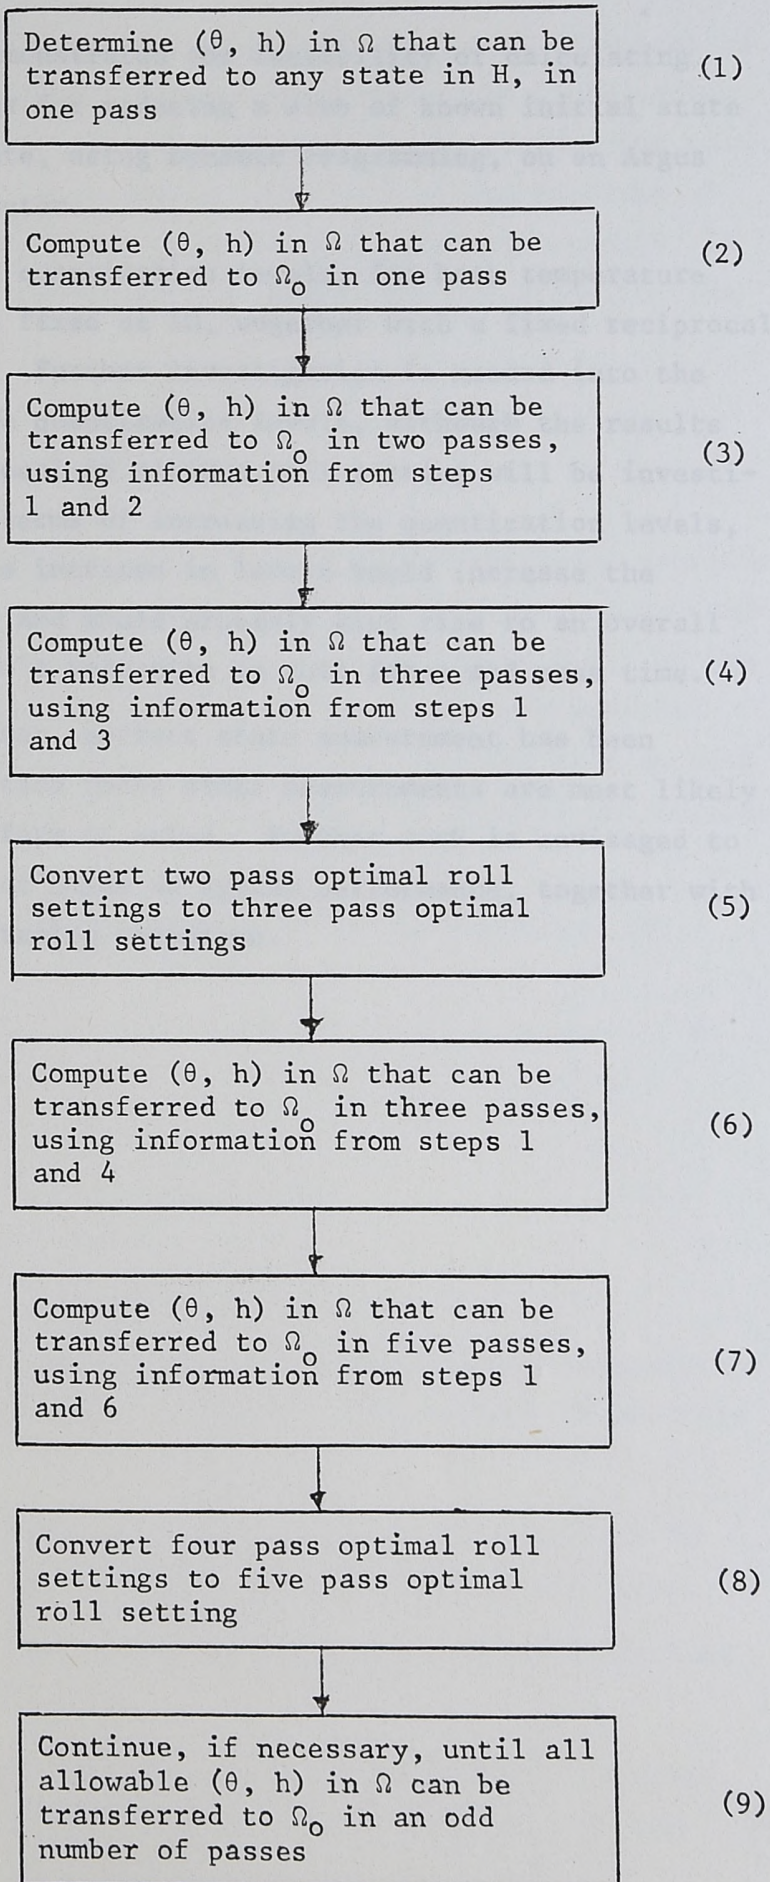 Determine (θ, h) in Ω that can be
transferred to any state in H, in
one pass
(1)
Compute (θ, h) in Ω that can be
transferred to Ωo in one pass
(2)
Compute (θ, h) in Ω that can be
transferred to Ωo in two passes,
using information from steps
1 and 2
(3)
Compute (θ, h) in Ω that can be
transferred to Ωo in three passes,
using information from steps 1
and 3
(4)
Convert two pass optimal roll
settings to three pass optimal
roll settings
(5)
Compute (θ, h) in Ω that can be
transferred to Ωo in three passes,
using information from steps 1
and 4
(6)
Compute (θ, h) in Ω that can be
transferred to Ωo in five passes,
using information from steps 1
and 6
(7)
Convert four pass optimal roll
settings to five pass optimal
roll setting
(8)
Continue, if necessary, until all
allowable (θ, h) in Ω can be
transferred to Ωo in an odd
number of passes
(9)